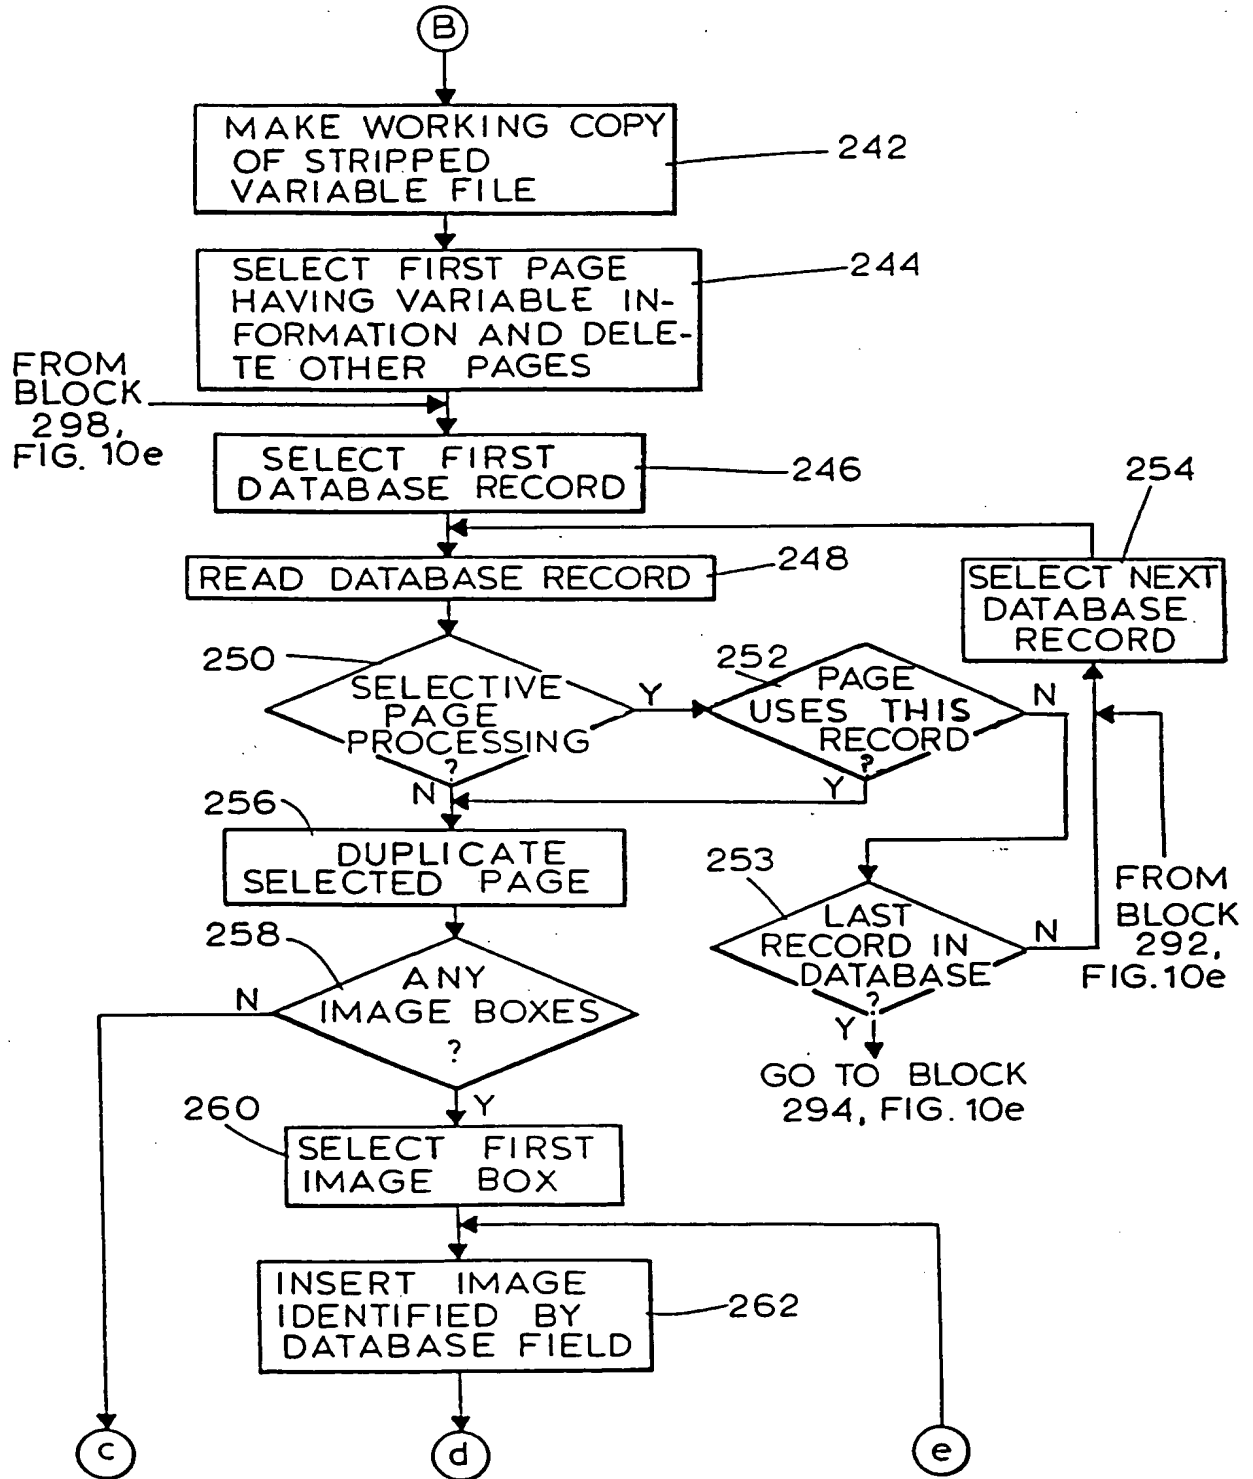 B
MAKE WORKING COPY
OF STRIPPED
VARIABLE FILE
242
SELECT FIRST PAGE
HAVING VARIABLE IN-
FORMATION AND DELE-
TE OTHER PAGES
244
FROM
BLOCK
298,
FIG. 10e
SELECT FIRST
DATABASE RECORD
246
READ DATABASE RECORD
248
254
SELECT NEXT
DATABASE
RECORD
250
SELECTIVE
PAGE
PROCESSING
?
Y
N
252
PAGE
USES THIS
RECORD
?
N
Y
256
DUPLICATE
SELECTED PAGE
253
LAST
RECORD IN
DATABASE
?
N
Y
FROM
BLOCK
292,
FIG. 10e
GO TO BLOCK
294, FIG. 10e
258
ANY
IMAGE BOXES
?
N
Y
260
SELECT FIRST
IMAGE BOX
INSERT IMAGE
IDENTIFIED BY
DATABASE FIELD
262
c
d
e